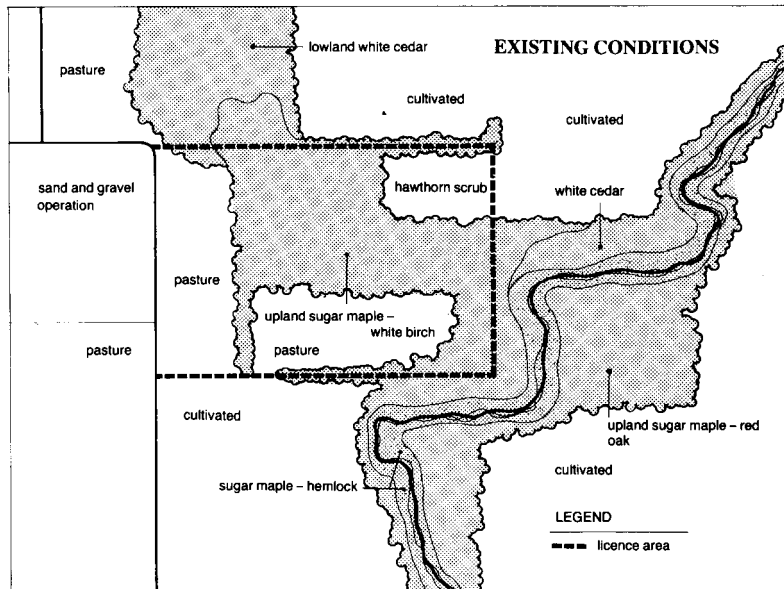 lowland white cedar
EXISTING CONDITIONS
pasture
cultivated
cultivated
sand and gravel
operation
hawthorn scrub
white cedar
pasture
upland sugar maple –
white birch
pasture
pasture
cultivated
upland sugar maple – red
oak
cultivated
sugar maple – hemlock
LEGEND
licence area